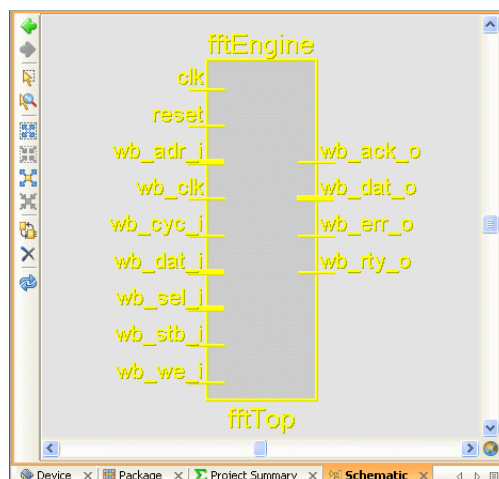 fftEngine
clk
reset
wb_adr_i
wb_ack_o
wb_clk
wb_dat_o
wb_cyc_i
wb_err_o
wb_dat_i
wb_rty_o
wb_sel_i
wb_stb_i
wb_we_i
fftTop
Device Package Σ Project Summary Schematic